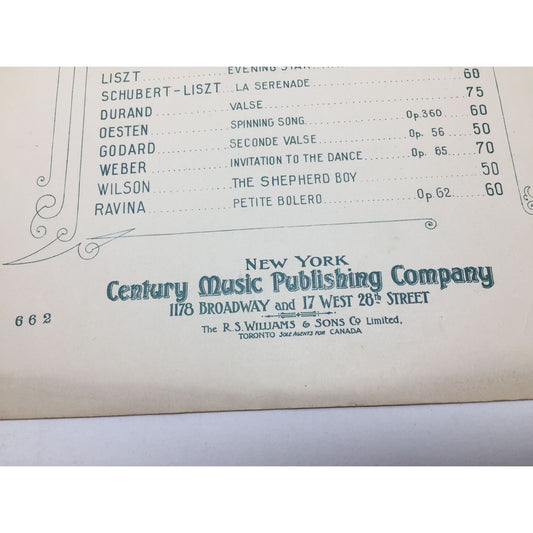 LISZT EVENING STAR
SCHUBERT-LISZT LA SERENADE 60
DURAND VALSE 75
OESTEN SPINNING SONG Op.360 60
GODARD SECONDE VALSE Op. 56 50
WEBER INVITATION TO THE DANCE Op. 65 70
WILSON THE SHEPHERD BOY 50
RAVINA PETITE BOLERO Op.62 60
NEW YORK
Century Music Publishing Company
1178 BROADWAY and 17 WEST 28th STREET
The R. S. WILLIAMS & SONS Co Limited,
TORONTO SOLE AGENTS FOR CANADA
662